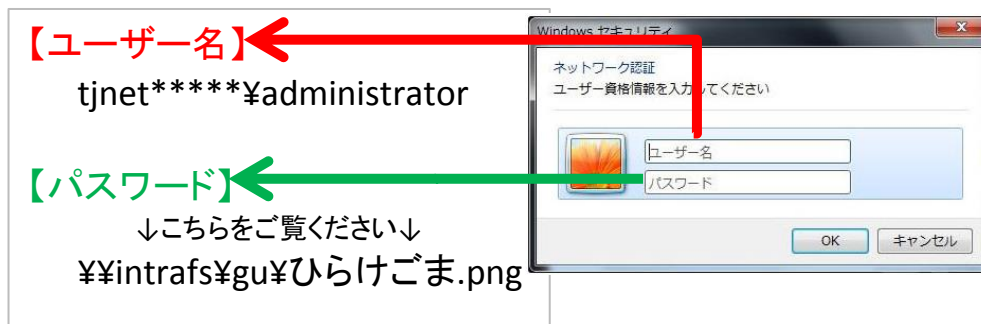 【ユーザー名】
tjnet*****¥administrator
【パスワード】
↓こちらをご覧ください↓
¥¥intrafs¥gu¥ひらけごま.png
Windows セキュリティ
ネットワーク認証
ユーザー資格情報を入力してください
ユーザー名
パスワード
OK
キャンセル